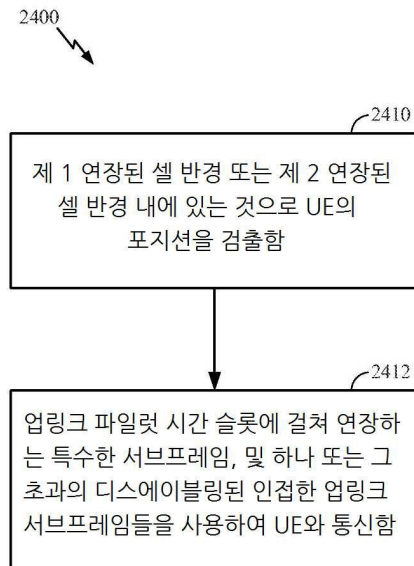 2400
2410
제 1 연장된 셀 반경 또는 제 2 연장된
셀 반경 내에 있는 것으로 UE의
포지션을 검출함
2412
업링크 파일럿 시간 슬롯에 걸쳐 연장하
는 특수한 서브프레임, 및 하나 또는 그
초과의 디스에이블링된 인접한 업링크
서브프레임들을 사용하여 UE와 통신함